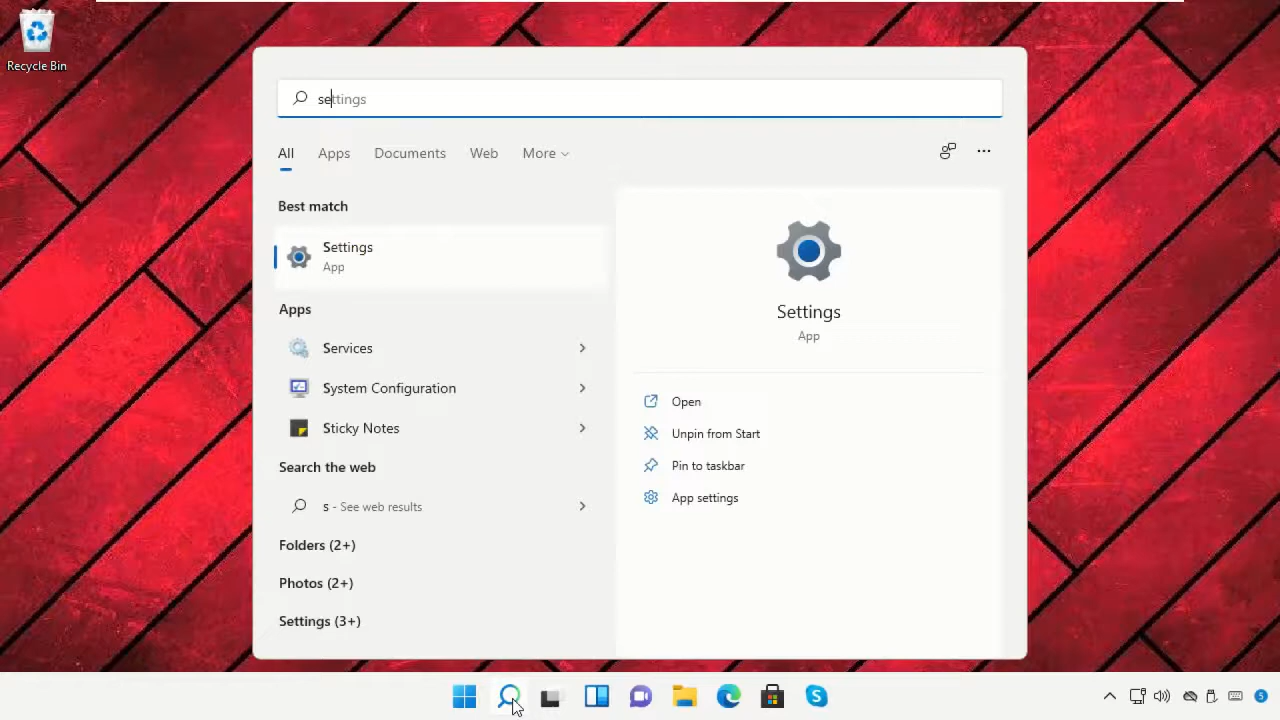 Recycle Bin
settings
All Apps Documents Web More
Best match
Settings
App
Apps
Services
System Configuration
Sticky Notes
Search the web
s - See web results
Folders (2+)
Photos (2+)
Settings (3+)
Settings
App
Open
Unpin from Start
Pin to taskbar
App settings
S
5